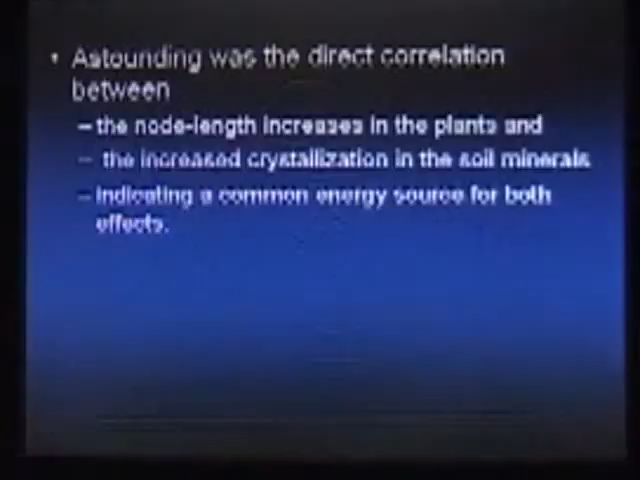 • Astounding was the direct correlation
between
– the node-length increases in the plants and
– the increased crystallization in the soil minerals
– indicating a common energy source for both
effects.